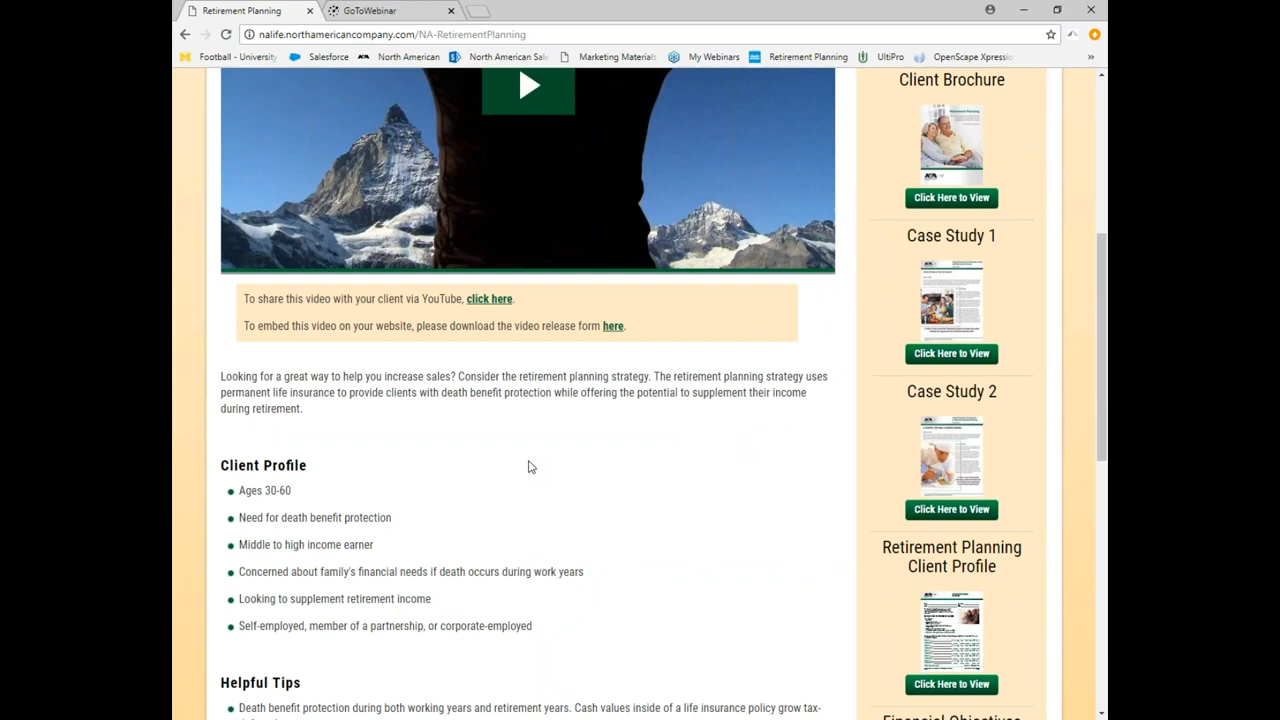 Retirement Planning
GoToWebinar
nalife.northamericancompany.com/NA-RetirementPlanning
Football - University
Salesforce
North American
North American Sal
Marketing Materials
My Webinars
Retirement Planning
UltiPro
OpenScape Xpressio
»
To share this video with your client via YouTube, click here.
To embed this video on your website, please download the video release form here.
Looking for a great way to help you increase sales? Consider the retirement planning strategy. The retirement planning strategy uses
permanent life insurance to provide clients with death benefit protection while offering the potential to supplement their income
during retirement.
Client Profile
Ages 30-60
Need for death benefit protection
Middle to high income earner
Concerned about family's financial needs if death occurs during work years
Looking to supplement retirement income
employed, member of a partnership, or corporate-employed
Helpful Tips
Death benefit protection during both working years and retirement years. Cash values inside of a life insurance policy grow tax-
Client Brochure
Retirement Planning
Click Here to View
Case Study 1
Click Here to View
Case Study 2
Click Here to View
Retirement Planning
Client Profile
Click Here to View
Financial Objectives